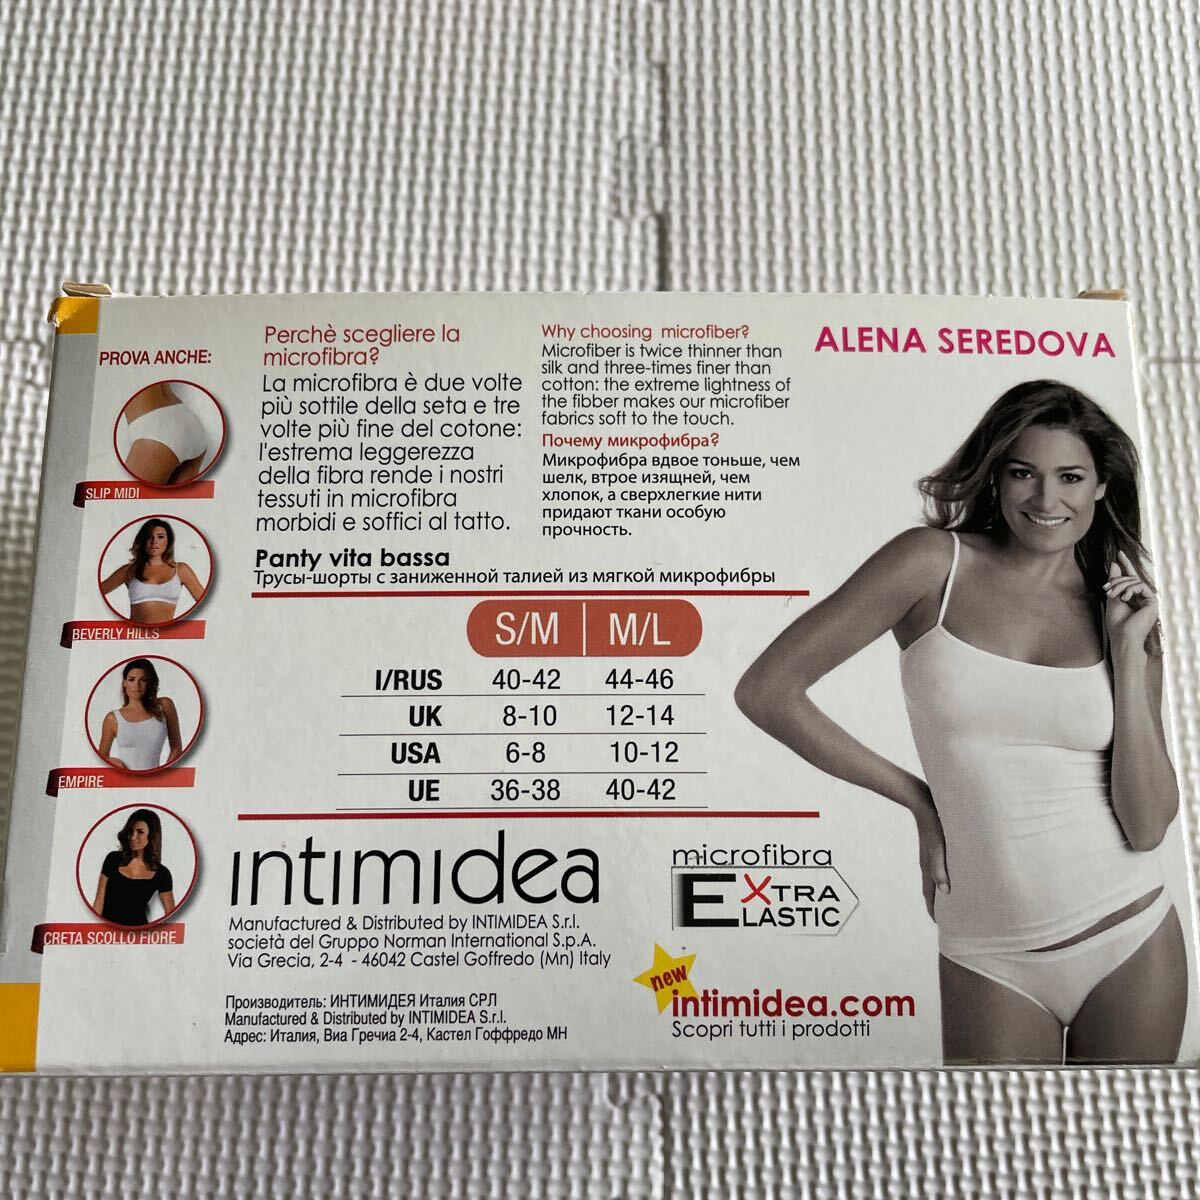 PROVA ANCHE:
SLIP MIDI
BEVERLY HILLS
EMPIRE
CRETA SCOLLO FIORE
Perchè scegliere la
microfibra?
La microfibra è due volte
più sottile della seta e tre
volte più fine del cotone:
l'estrema leggerezza
della fibra rende i nostri
tessuti in microfibra
morbidi e soffici al tatto.
Why choosing microfiber?
Microfiber is twice thinner than
silk and three-times finer than
cotton: the extreme lightness of
the fibber makes our microfiber
fabrics soft to the touch.
Почему микрофибра?
Микрофибра вдвое тоньше, чем
шелк, втрое изящней, чем
хлопок, а сверхлегкие нити
придают ткани особую
прочность.
ALENA SEREDOVA
Panty vita bassa
Трусы-шорты с заниженной талией из мягкой микрофибры
S/M M/L
I/RUS 40-42 44-46
UK 8-10 12-14
USA 6-8 10-12
UE 36-38 40-42
intimidea
Manufactured & Distributed by INTIMIDEA S.r.l.
società del Gruppo Norman International S.p.A.
Via Grecia, 2-4 - 46042 Castel Goffredo (Mn) Italy
Производитель: ИНТИМИДЕЯ Италия СРЛ
Manufactured & Distributed by INTIMIDEA S.r.l.
Адрес: Италия, Виа Гречиа 2-4, Кастел Гоффредо МН
microfibra
EXTRA
ELASTIC
new
intimidea.com
Scopri tutti i prodotti